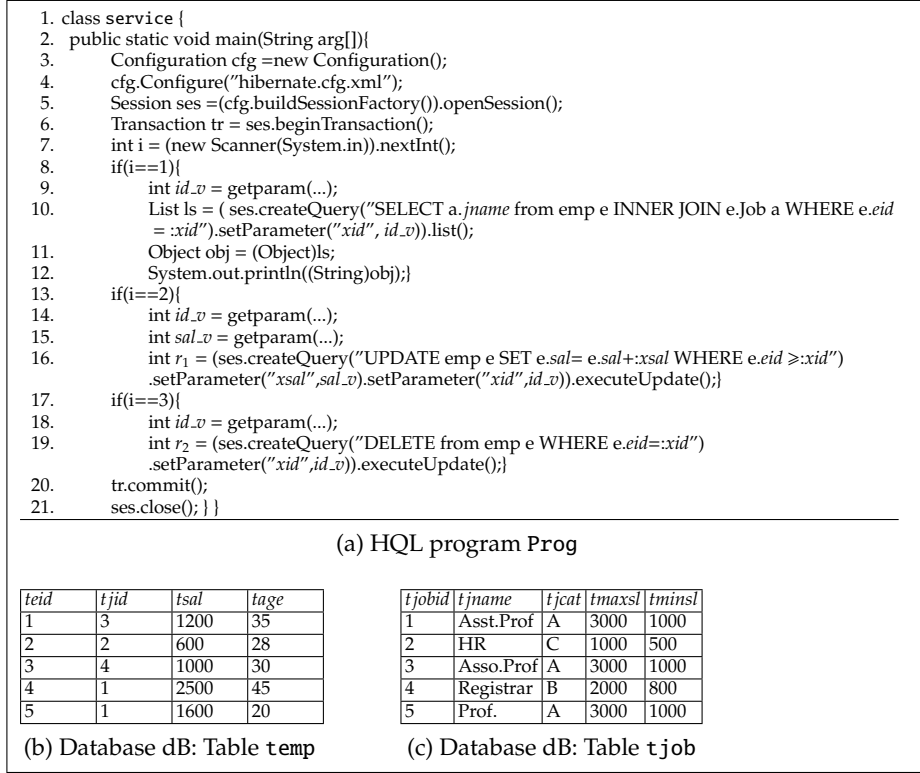 1. class service {
2. public static void main(String arg[]){
3. Configuration cfg =new Configuration();
4. cfg.Configure("hibernate.cfg.xml");
5. Session ses =(cfg.buildSessionFactory()).openSession();
6. Transaction tr = ses.beginTransaction();
7. int i = (new Scanner(System.in)).nextInt();
8. if(i==1){
9. int id_v = getparam(...);
10. List ls = ( ses.createQuery("SELECT a.jname from emp e INNER JOIN e.Job a WHERE e.eid
= :xid").setParameter("xid", id_v)).list();
11. Object obj = (Object)ls;
12. System.out.println((String)obj);}
13. if(i==2){
14. int id_v = getparam(...);
15. int sal_v = getparam(...);
16. int r1 = (ses.createQuery("UPDATE emp e SET e.sal= e.sal+:xsal WHERE e.eid ⩾:xid")
.setParameter("xsal",sal_v).setParameter("xid",id_v)).executeUpdate();}
17. if(i==3){
18. int id_v = getparam(...);
19. int r2 = (ses.createQuery("DELETE from emp e WHERE e.eid=:xid")
.setParameter("xid",id_v)).executeUpdate();}
20. tr.commit();
21. ses.close(); } }
(a) HQL program Prog
teid tjid tsal tage
1 3 1200 35
2 2 600 28
3 4 1000 30
4 1 2500 45
5 1 1600 20
(b) Database dB: Table temp
tjobid tjname tjcat tmaxsl tminsl
1 Asst.Prof A 3000 1000
2 HR C 1000 500
3 Asso.Prof A 3000 1000
4 Registrar B 2000 800
5 Prof. A 3000 1000
(c) Database dB: Table tjob